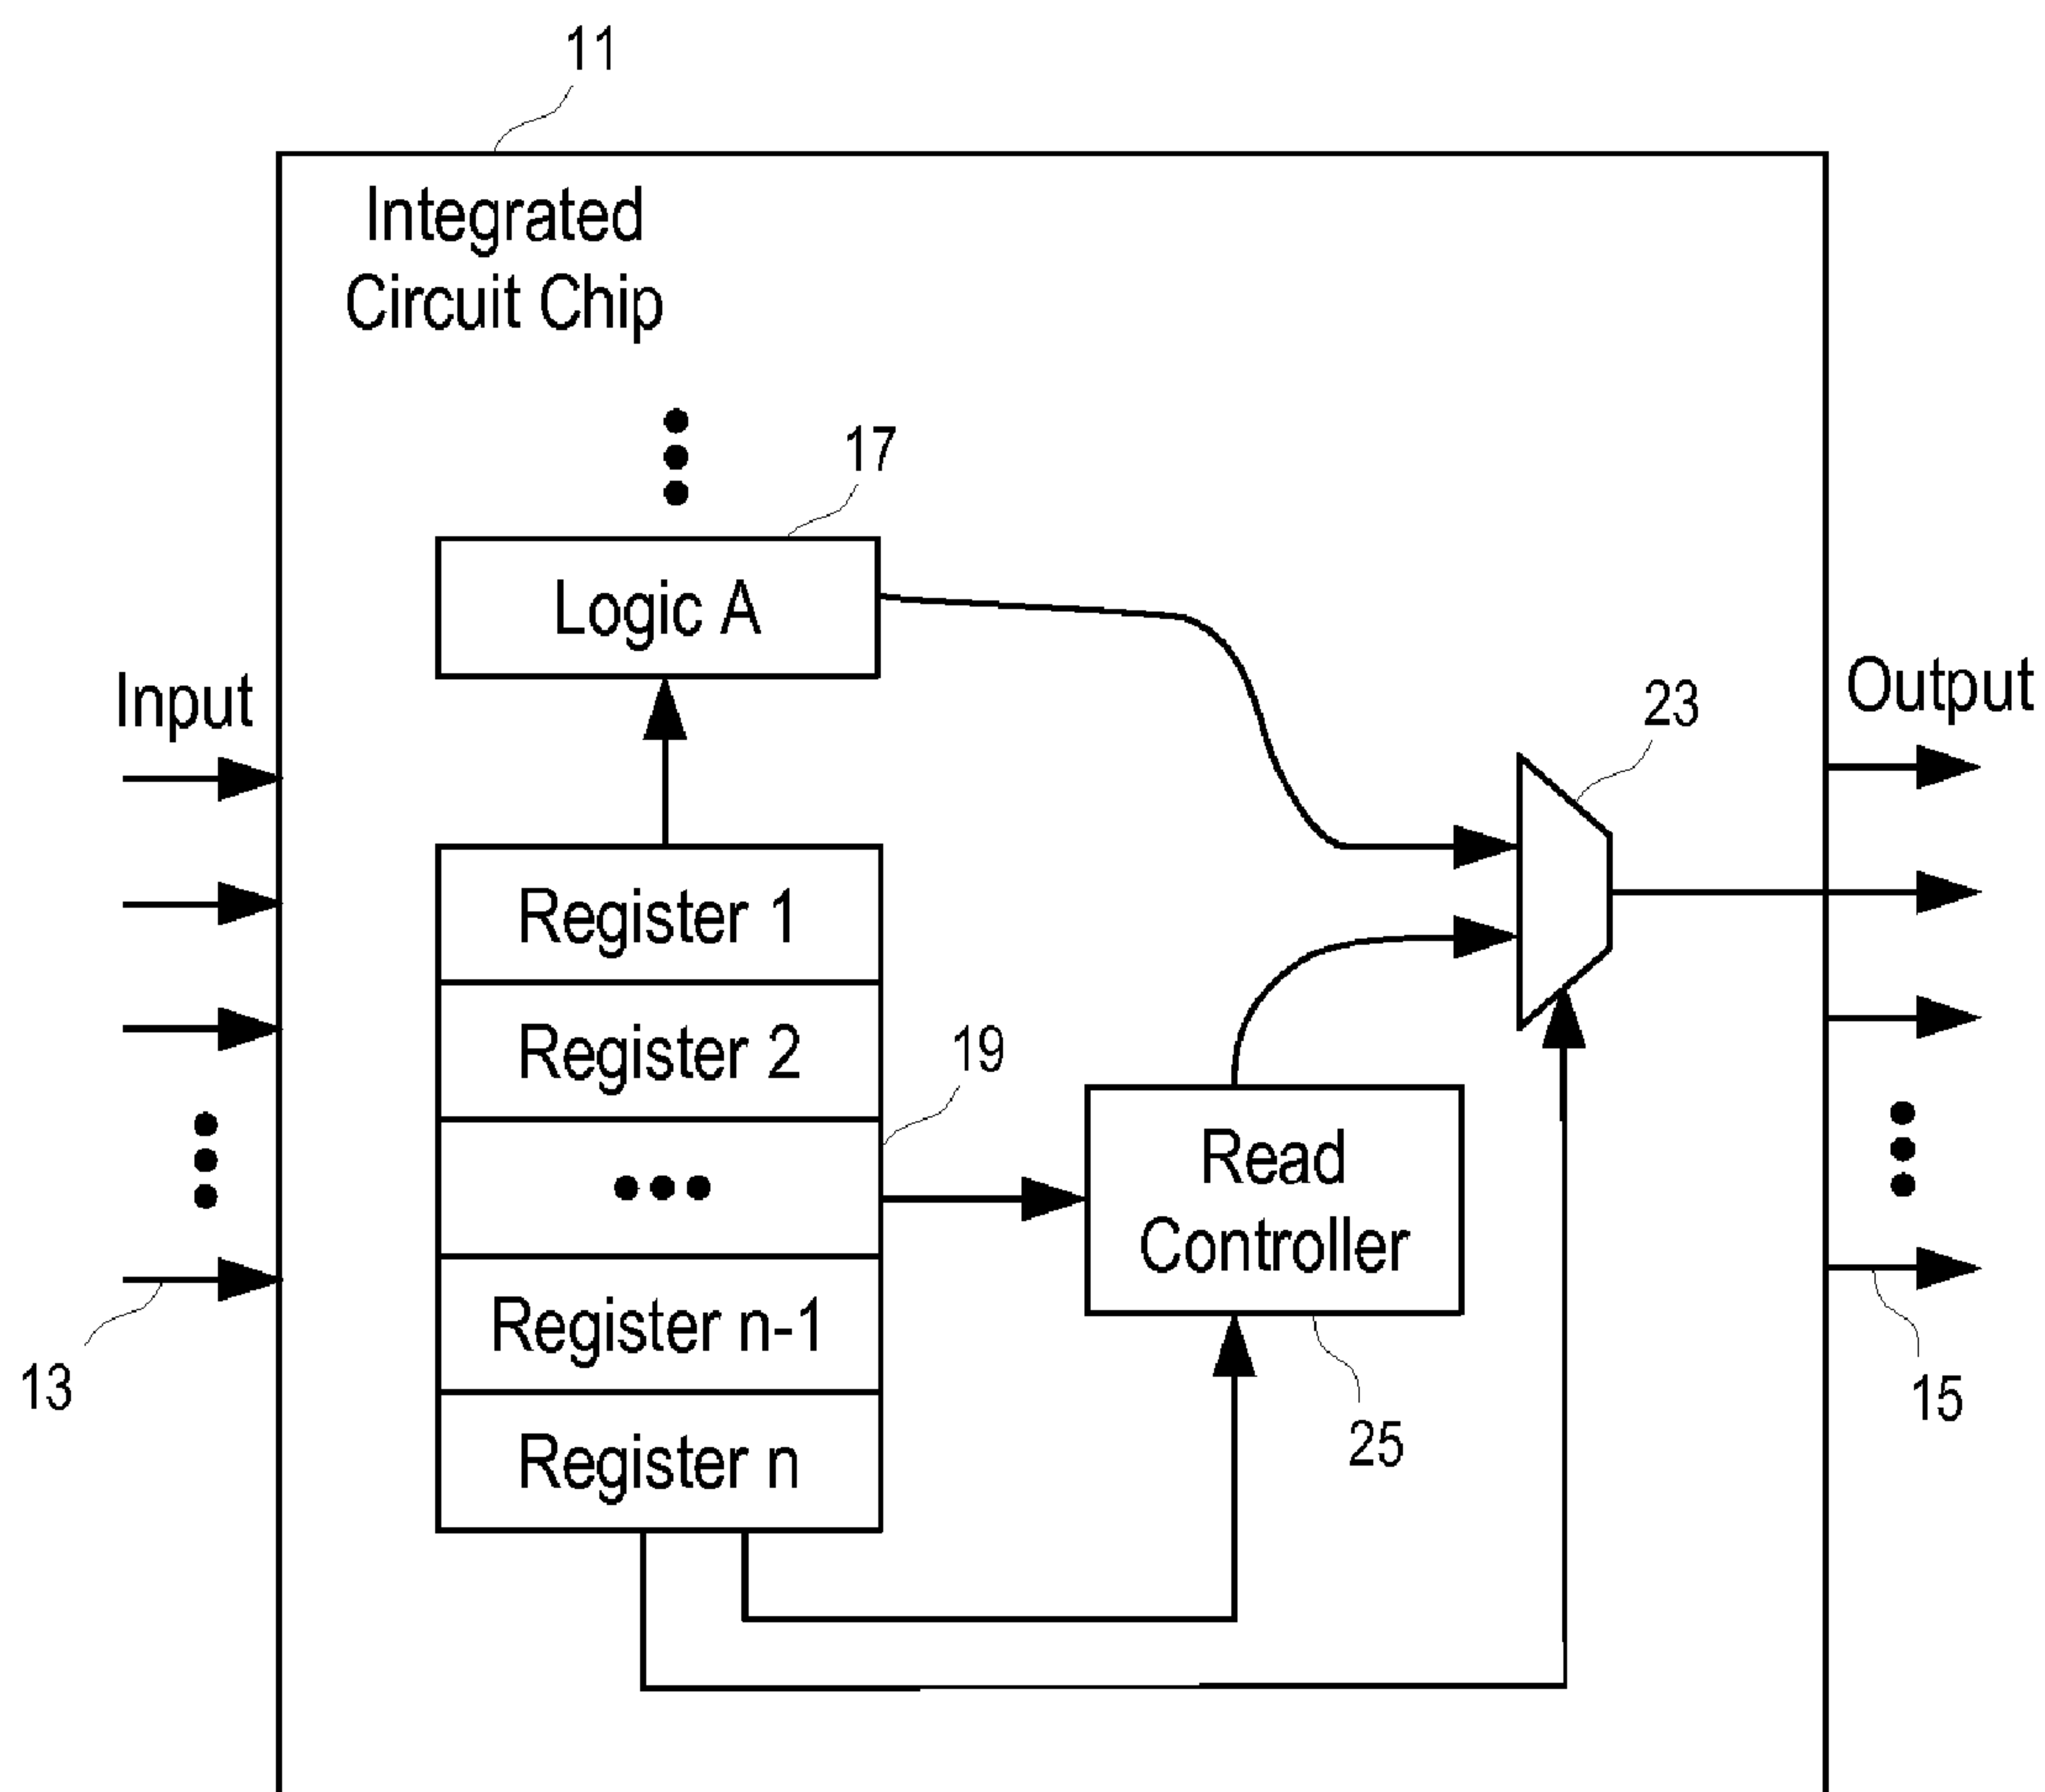 11
Integrated
Circuit Chip
17
Logic A
Input
Output
23
Register 1
Register 2
19
Read
Controller
Register n-1
Register n
13
25
15